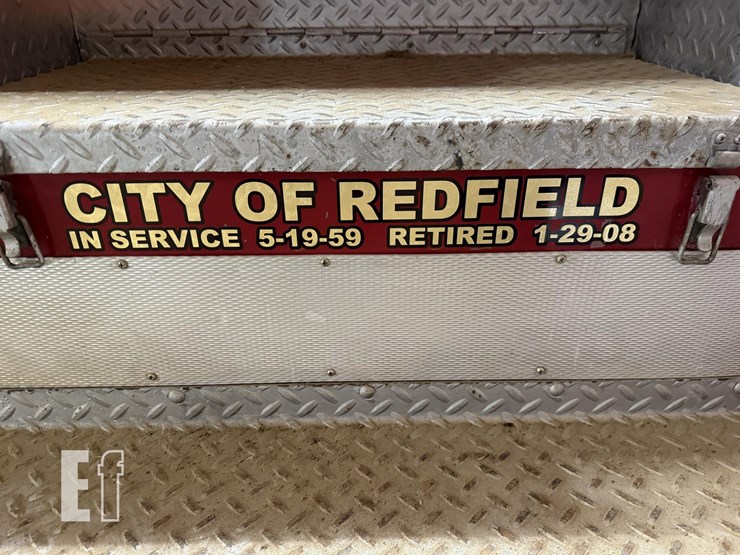 CITY OF REDFIELD
IN SERVICE 5-19-59 RETIRED 1-29-08
Ef